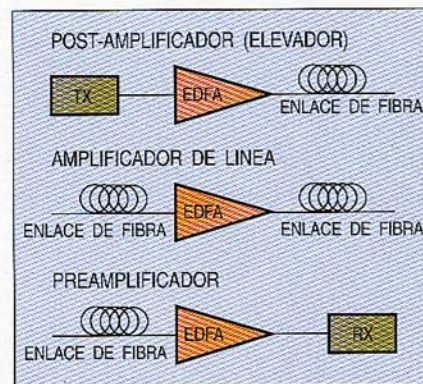 POST-AMPLIFICADOR (ELEVADOR)
TX
EDFA
ENLACE DE FIBRA
AMPLIFICADOR DE LINEA
ENLACE DE FIBRA
EDFA
ENLACE DE FIBRA
PREAMPLIFICADOR
ENLACE DE FIBRA
EDFA
RX